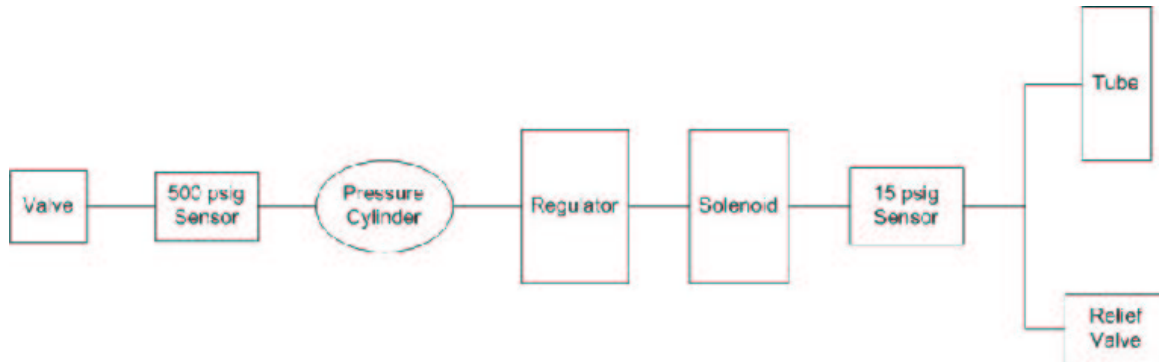 Valve
500 psig
Sensor
Pressure
Cylinder
Regulator
Solenoid
15 psig
Sensor
Tube
Relief
Valve